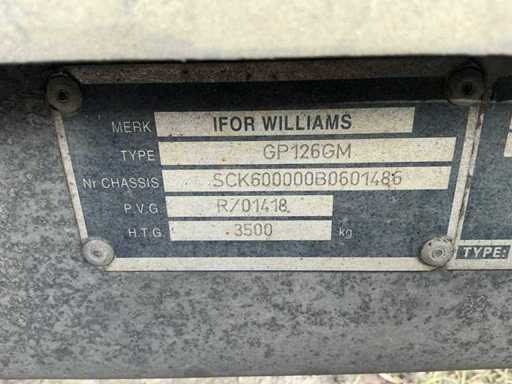 MERK IFOR WILLIAMS
TYPE GP126GM
Nr CHASSIS SCK600000B0601486
P.V.G R/01418
H.T.G. 3500 kg
TYPE: